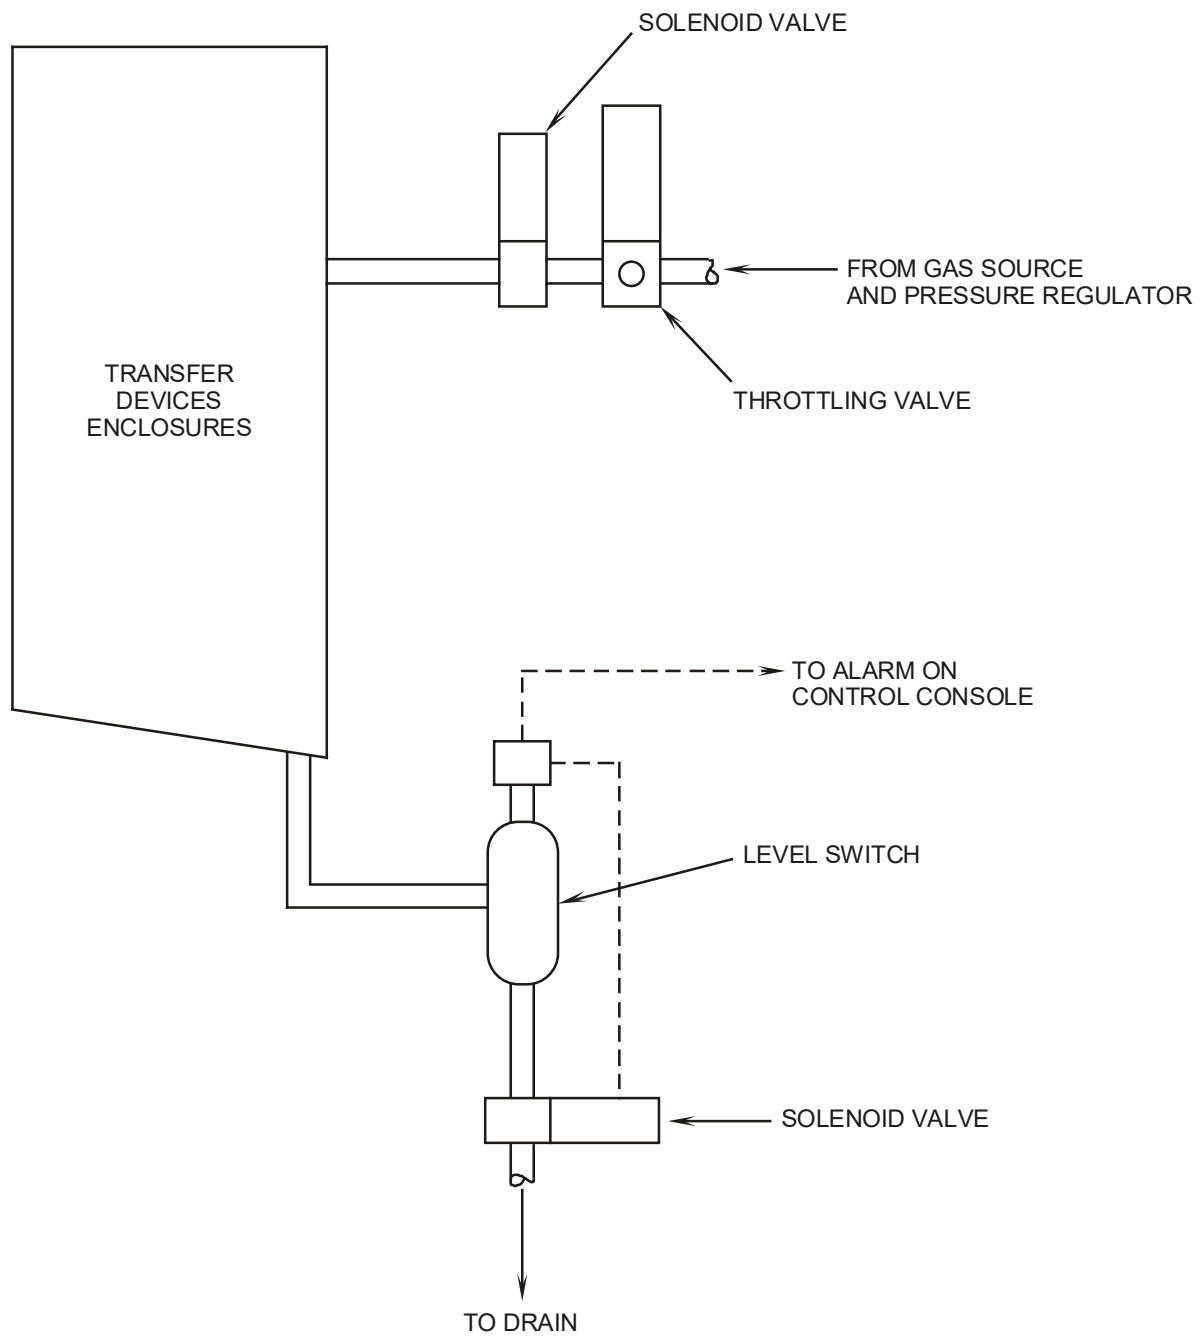 SOLENOID VALVE
FROM GAS SOURCE
AND PRESSURE REGULATOR
TRANSFER
DEVICES
ENCLOSURES
THROTTLING VALVE
TO ALARM ON
CONTROL CONSOLE
LEVEL SWITCH
SOLENOID VALVE
TO DRAIN